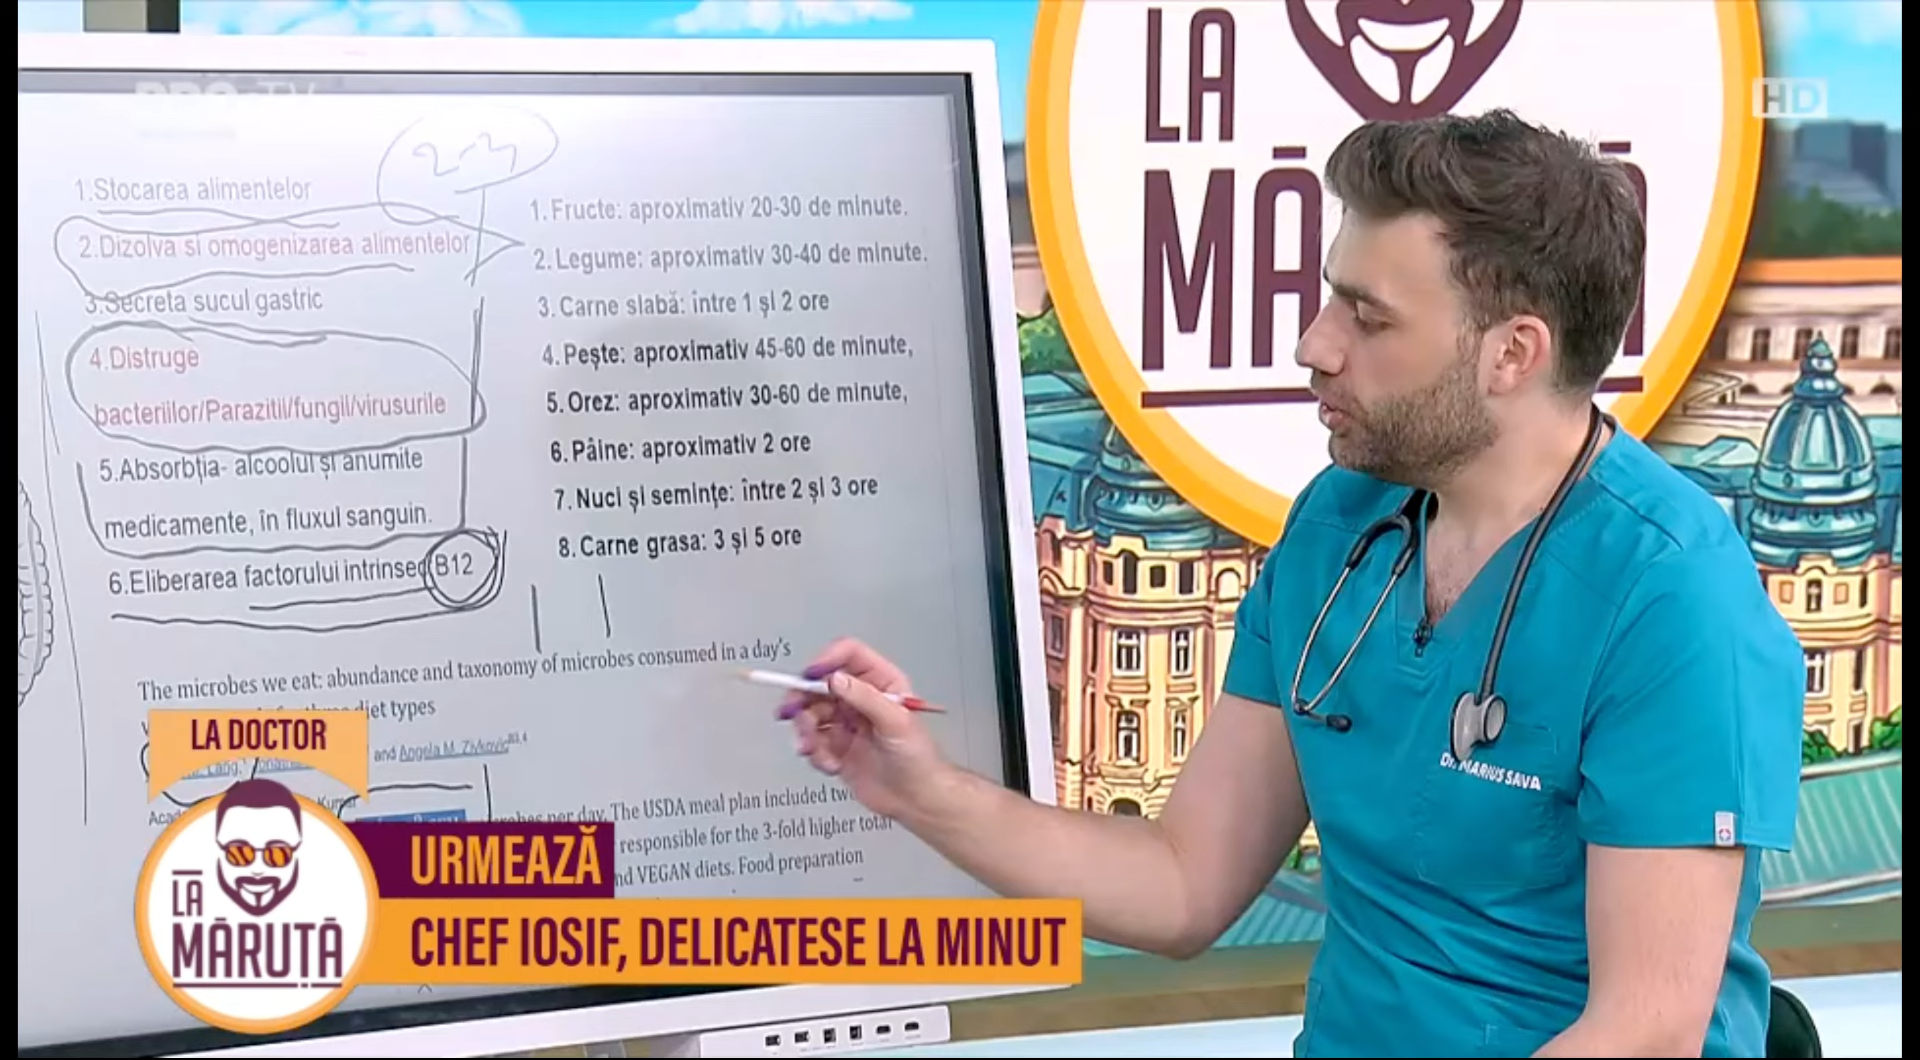 PRO•TV
HD
LA
MĂ
2-3
1.Stocarea alimentelor
2.Dizolva si omogenizarea alimentelor
3.Secreta sucul gastric
4.Distruge
bacteriilor/Parazitii/fungii/virusurile
5.Absorbția- alcoolul și anumite
medicamente, în fluxul sanguin.
6.Eliberarea factorului intrinsec B12
1. Fructe: aproximativ 20-30 de minute.
2. Legume: aproximativ 30-40 de minute.
3. Carne slabă: între 1 și 2 ore
4. Pește: aproximativ 45-60 de minute,
5. Orez: aproximativ 30-60 de minute,
6. Pâine: aproximativ 2 ore
7. Nuci și semințe: între 2 și 3 ore
8. Carne grasa: 3 și 5 ore
The microbes we eat: abundance and taxonomy of microbes consumed in a day's
diet types
Lang, and Angela M. Zivkovic
per day. The USDA meal plan included
responsible for the 3-fold higher total
nd VEGAN diets. Food preparation
DR. MARIUS SAVA
LA DOCTOR
LA
MĂRUȚĂ
URMEAZĂ
CHEF IOSIF, DELICATESE LA MINUT